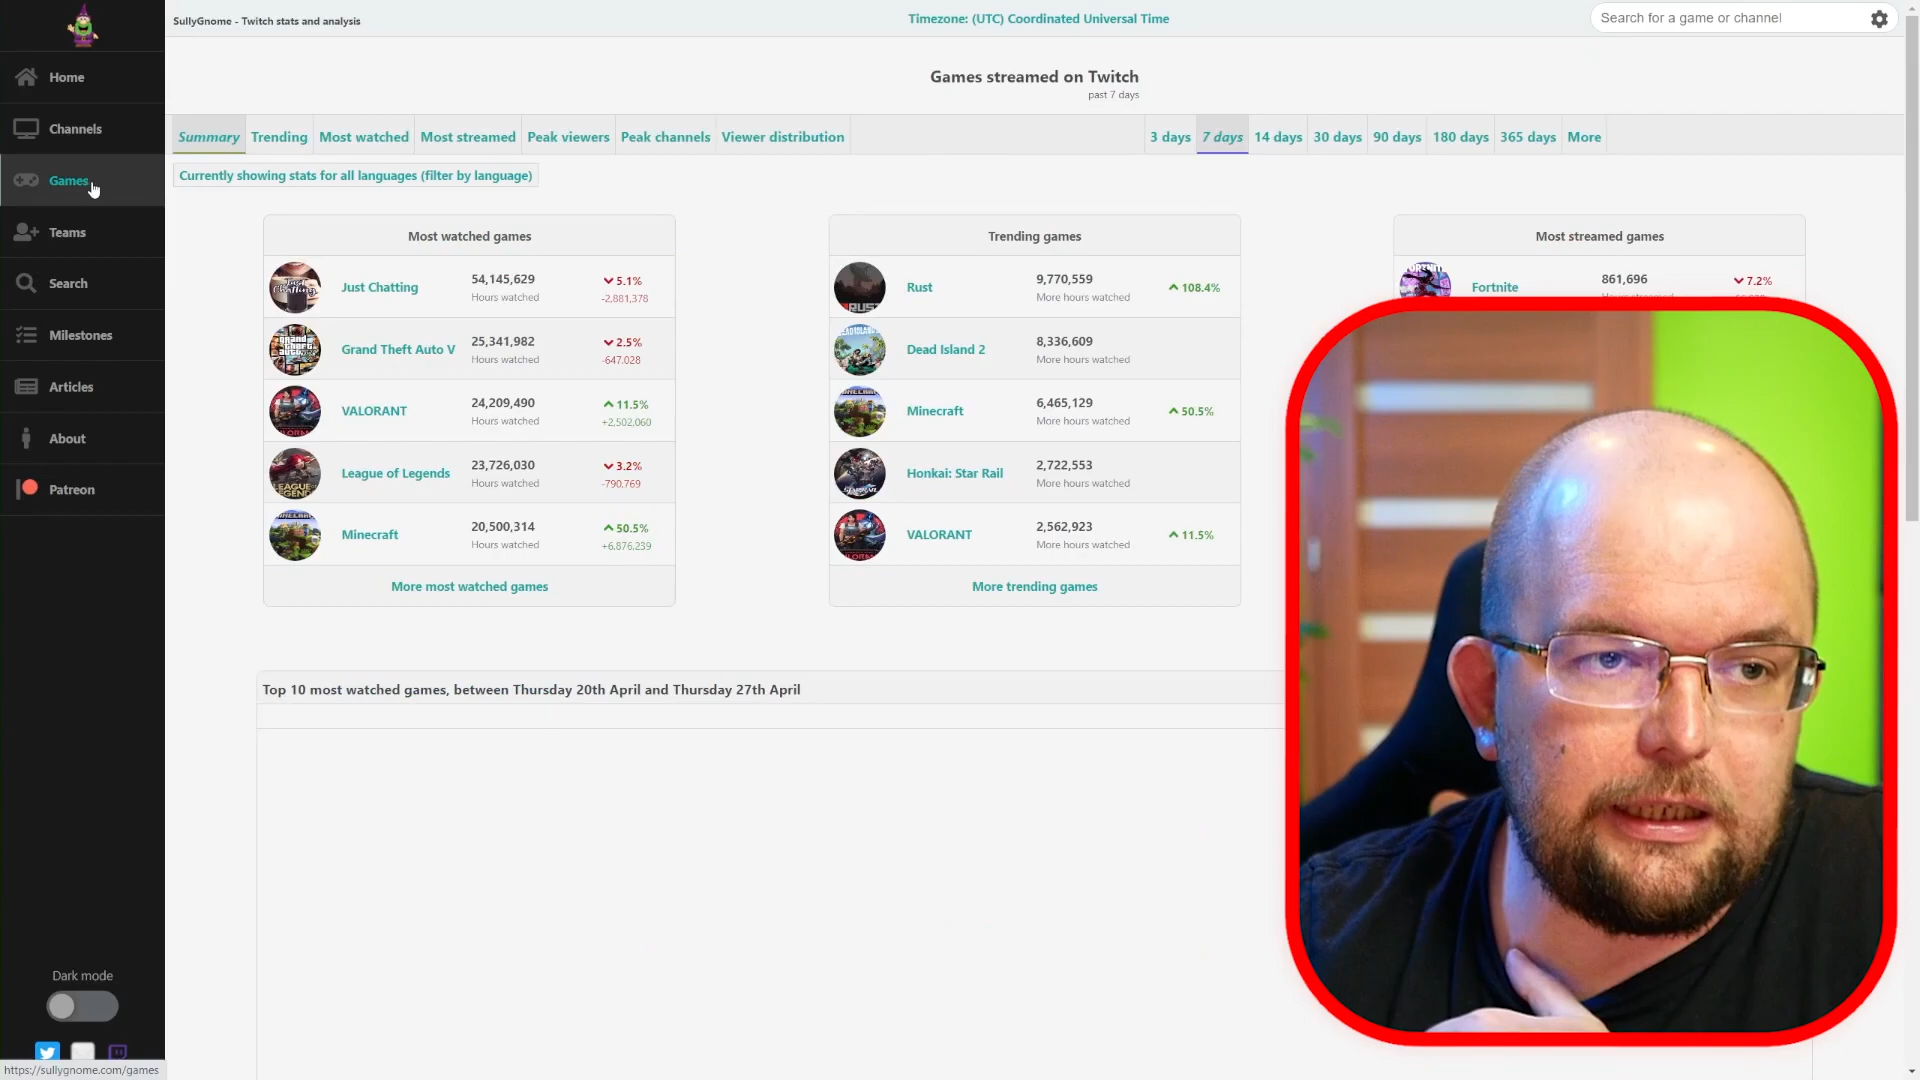 SullyGnome - Twitch stats and analysis
Timezone: (UTC) Coordinated Universal Time
Search for a game or channel
Home
Channels
Games
Teams
Search
Milestones
Articles
About
Patreon
Dark mode
https://sullygnome.com/games
Games streamed on Twitch
past 7 days
Summary Trending Most watched Most streamed Peak viewers Peak channels Viewer distribution 3 days 7 days 14 days 30 days 90 days 180 days 365 days More
Currently showing stats for all languages (filter by language)
Most watched games
Just Chatting 54,145,629 5.1%
Hours watched -2,881,378
Grand Theft Auto V 25,341,982 2.5%
Hours watched -647,028
VALORANT 24,209,490 11.5%
Hours watched +2,502,060
League of Legends 23,726,030 3.2%
Hours watched -790,769
Minecraft 20,500,314 50.5%
Hours watched +6,876,239
More most watched games
Trending games
Rust 9,770,559 108.4%
More hours watched
Dead Island 2 8,336,609
More hours watched
Minecraft 6,465,129 50.5%
More hours watched
Honkai: Star Rail 2,722,553
More hours watched
VALORANT 2,562,923 11.5%
More hours watched
More trending games
Most streamed games
Fortnite 861,696 7.2%
Top 10 most watched games, between Thursday 20th April and Thursday 27th April